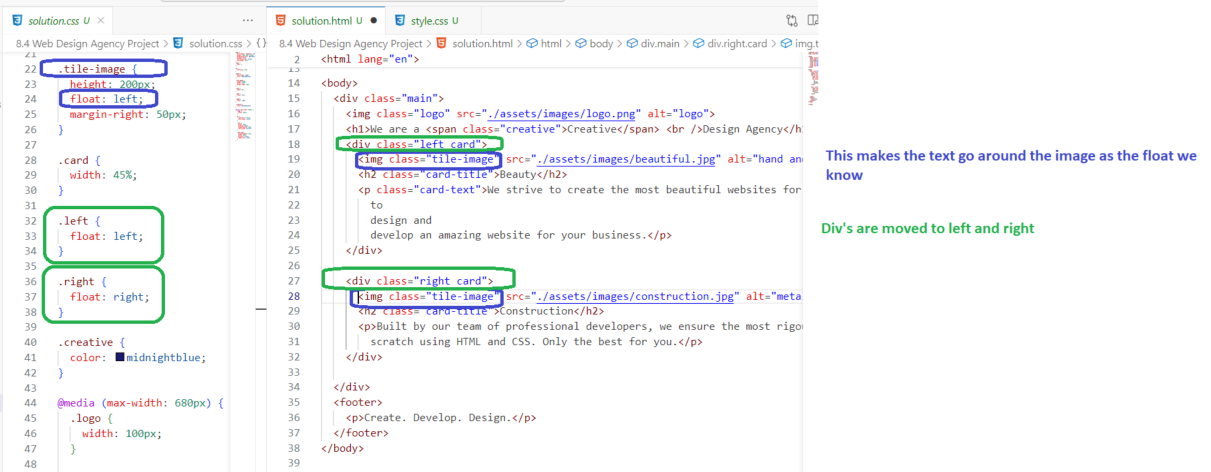 solution.css U
solution.html U
style.css U
8.4 Web Design Agency Project > solution.css > {}
8.4 Web Design Agency Project > solution.html > html > body > div.main > div.right.card > img.t
21
22 .tile-image {
23 height: 200px;
24 float: left;
25 margin-right: 50px;
26 }
27
28 .card {
29 width: 45%;
30 }
31
32 .left {
33 float: left;
34 }
35
36 .right {
37 float: right;
38 }
39
40 .creative {
41 color: midnightblue;
42 }
43
44 @media (max-width: 680px) {
45 .logo {
46 width: 100px;
47 }
48
2 <html lang="en">
13
14 <body>
15 <div class="main">
16 <img class="logo" src="./assets/images/logo.png" alt="logo">
17 <h1>We are a <span class="creative">Creative</span> <br />Design Agency</h
18 <div class="left card">
19 <img class="tile-image" src="./assets/images/beautiful.jpg" alt="hand an
20 <h2 class="card-title">Beauty</h2>
21 <p class="card-text">We strive to create the most beautiful websites for
22 to
23 design and
24 develop an amazing website for your business.</p>
25 </div>
26
27 <div class="right card">
28 <img class="tile-image" src="./assets/images/construction.jpg" alt="meta
29 <h2 class="card-title">Construction</h2>
30 <p>Built by our team of professional developers, we ensure the most rigo
31 scratch using HTML and CSS. Only the best for you.</p>
32 </div>
33
34 </div>
35 <footer>
36 <p>Create. Develop. Design.</p>
37 </footer>
38 </body>
39
This makes the text go around the image as the float we
know
Div's are moved to left and right